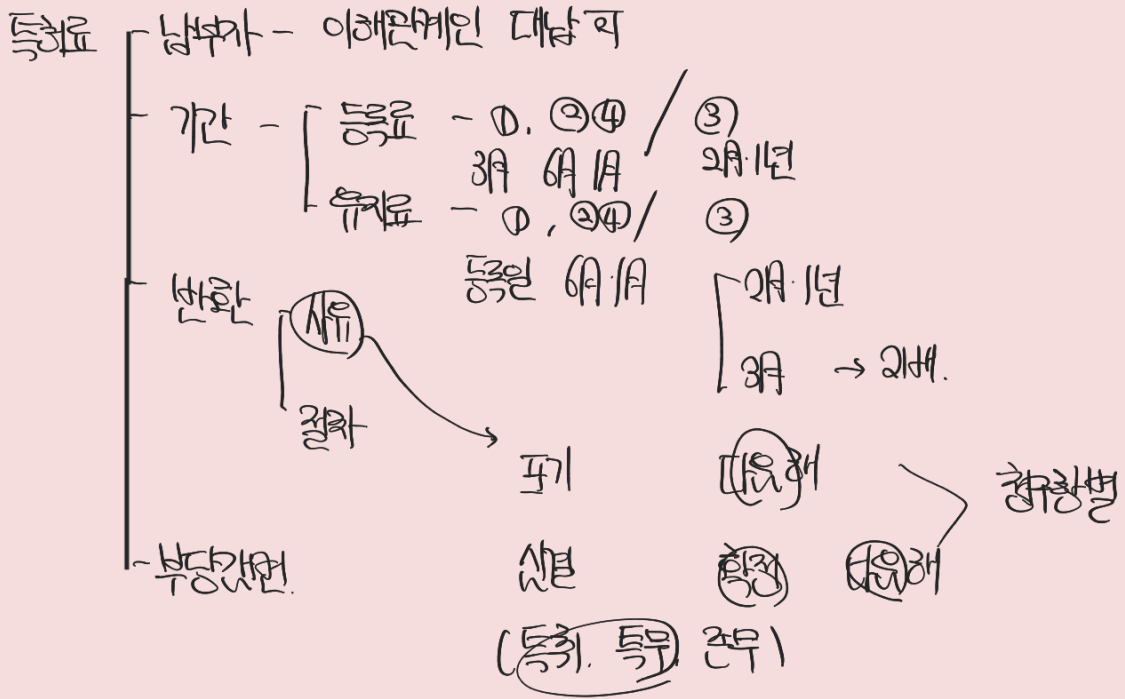 특허료 납부자 - 이해관계인 대납 可
기간 - 등록료 - ①, ②④ / ③
3月 6月 1月 2月·1년
유지료 - ①, ②④ / ③
등록일 6月·1月 2月·1년
3月 → 2배.
반환 사유
절차
포기 다음해
청구항별
부당감면. 심결 확정 다음해
(특취. 특무 존무)